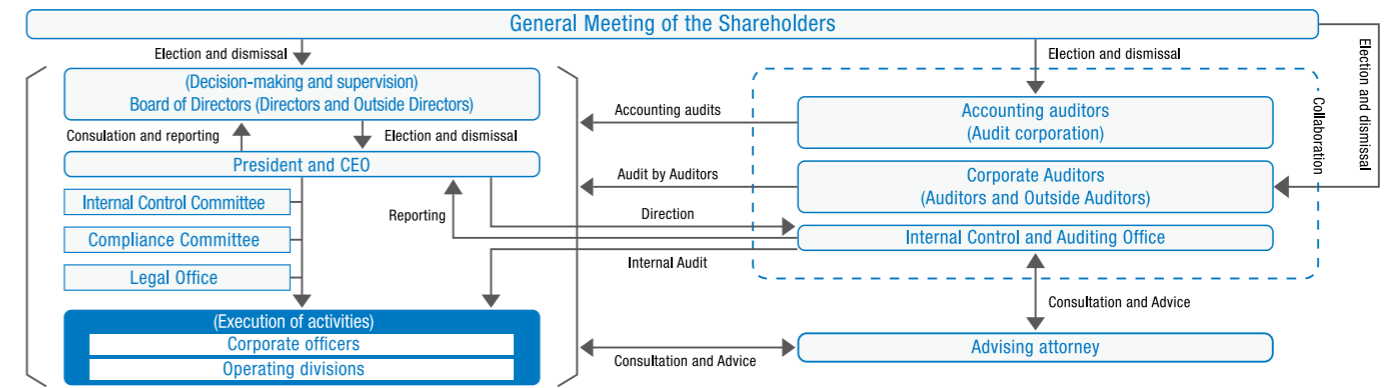 General Meeting of the Shareholders
Election and dismissal
Election and dismissal
Election and dismissal
(Decision-making and supervision)
Board of Directors (Directors and Outside Directors)
Consulation and reporting
Election and dismissal
President and CEO
Internal Control Committee
Compliance Committee
Legal Office
(Execution of activities)
Corporate officers
Operating divisions
Accounting audits
Audit by Auditors
Reporting
Direction
Internal Audit
Consultation and Advice
Accounting auditors
(Audit corporation)
Corporate Auditors
(Auditors and Outside Auditors)
Internal Control and Auditing Office
Collaboration
Consultation and Advice
Advising attorney